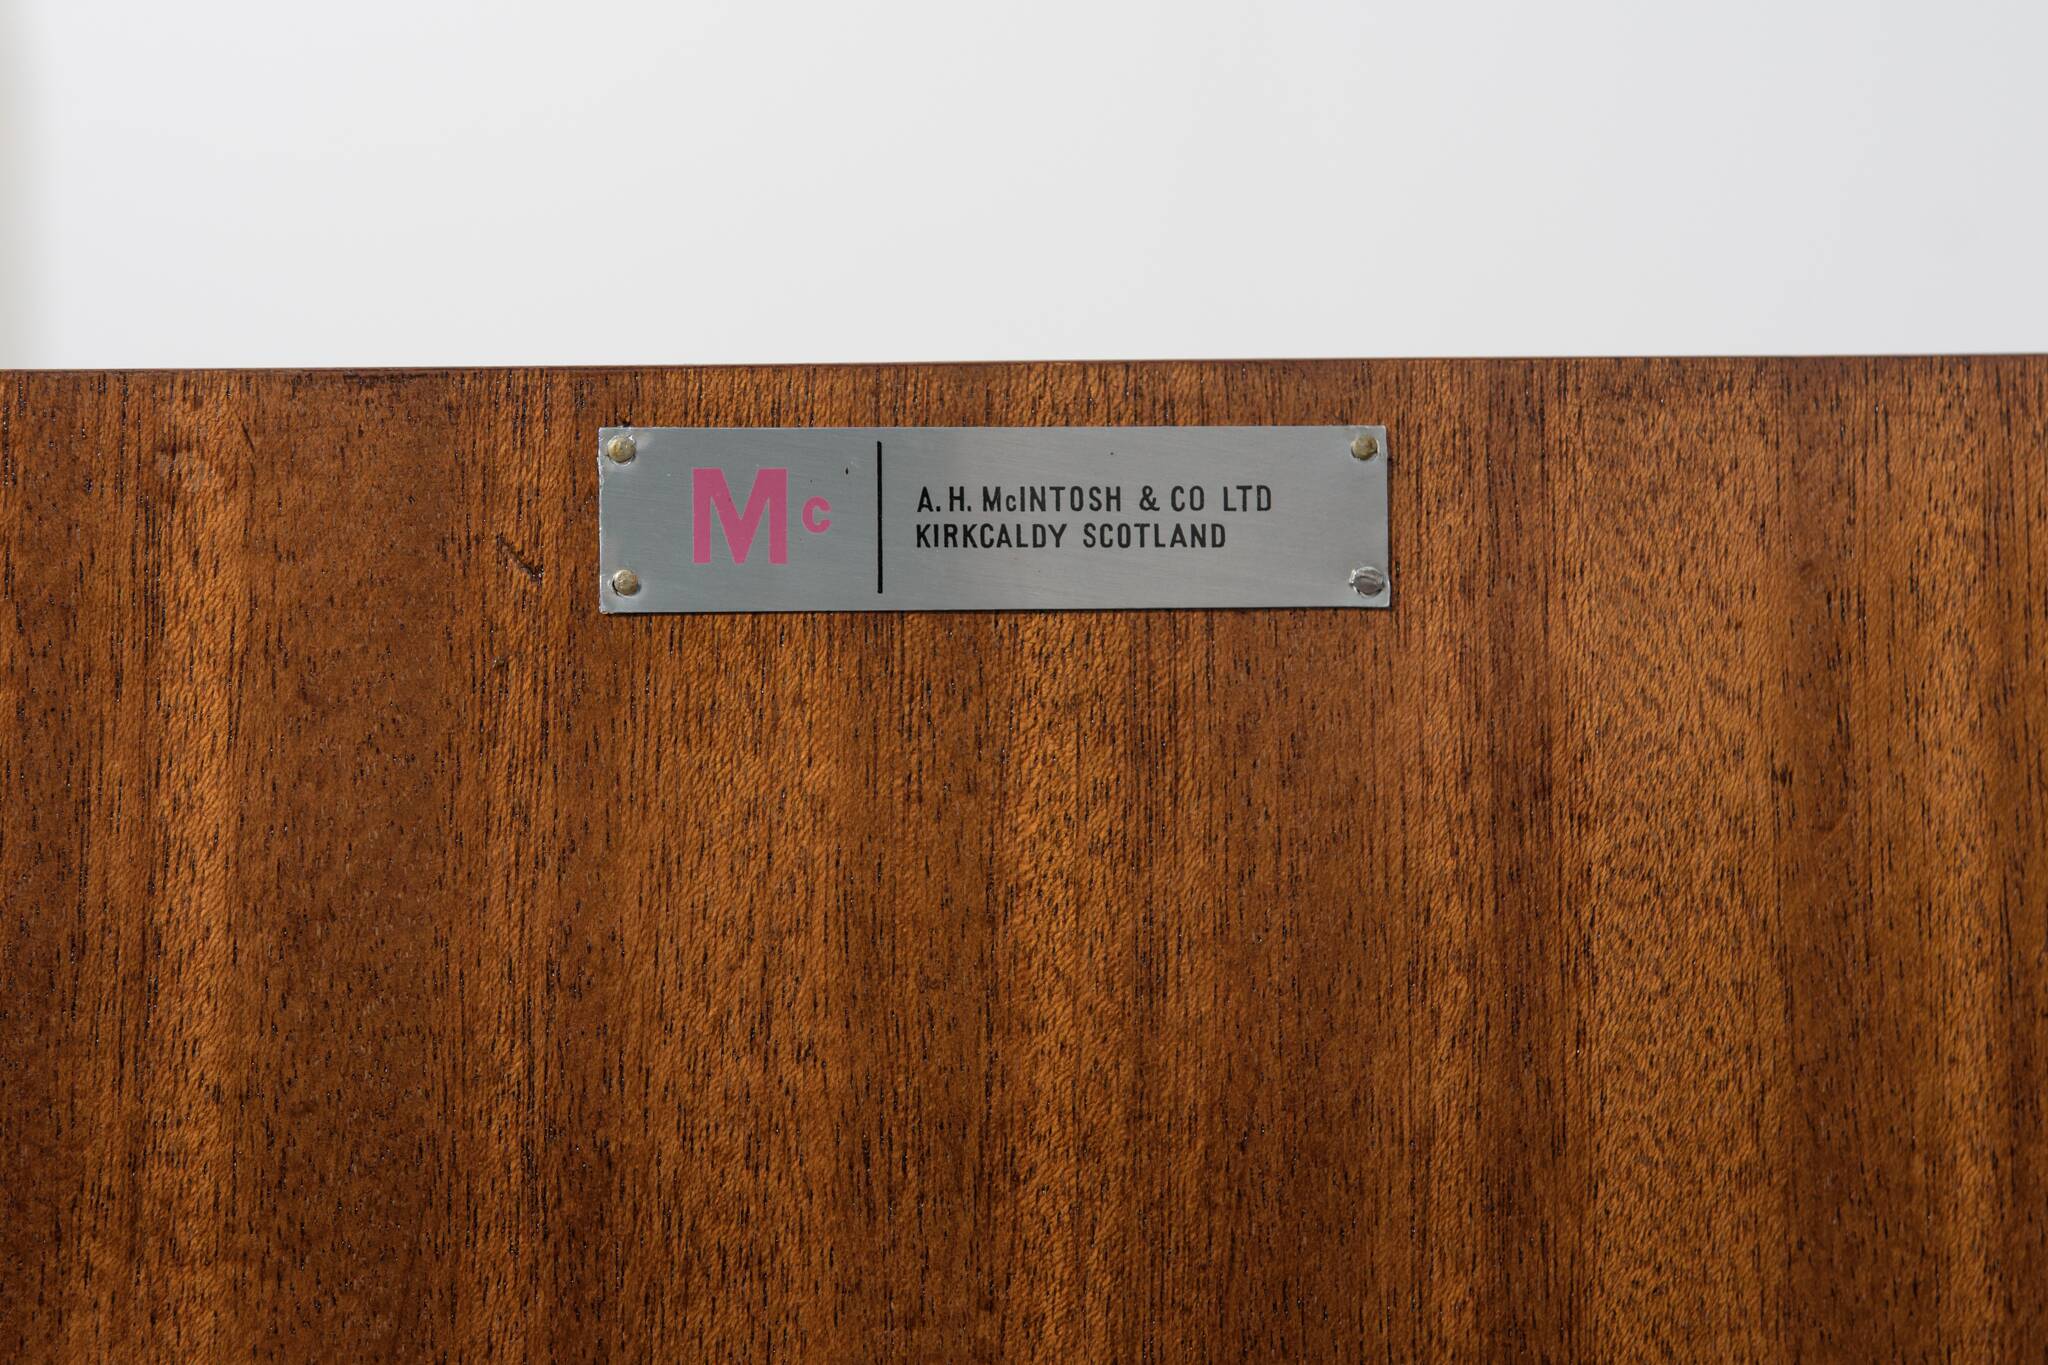 Mc
A. H. McINTOSH & CO LTD
KIRKCALDY SCOTLAND